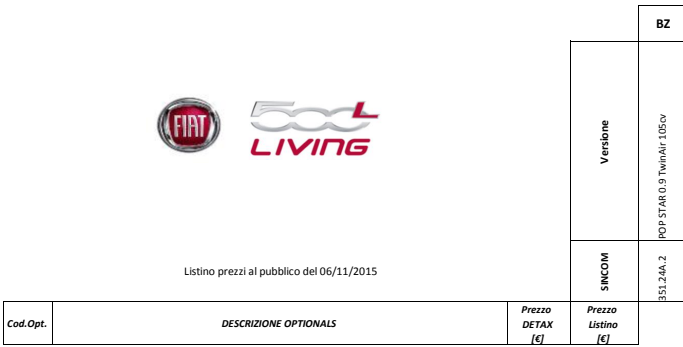 BZ
FIAT
500L
LIVING
Versione
POP STAR 0.9 TwinAir 105cv
Listino prezzi al pubblico del 06/11/2015
SINCOM
351.24A.2
Cod.Opt.
DESCRIZIONE OPTIONALS
Prezzo
DETAX
[€]
Prezzo
Listino
[€]